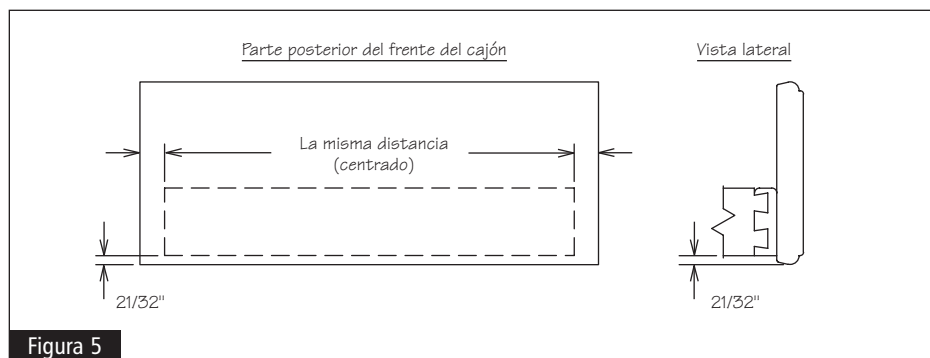 Parte posterior del frente del cajón
Vista lateral
La misma distancia
(centrado)
21/32"
21/32"
Figura 5